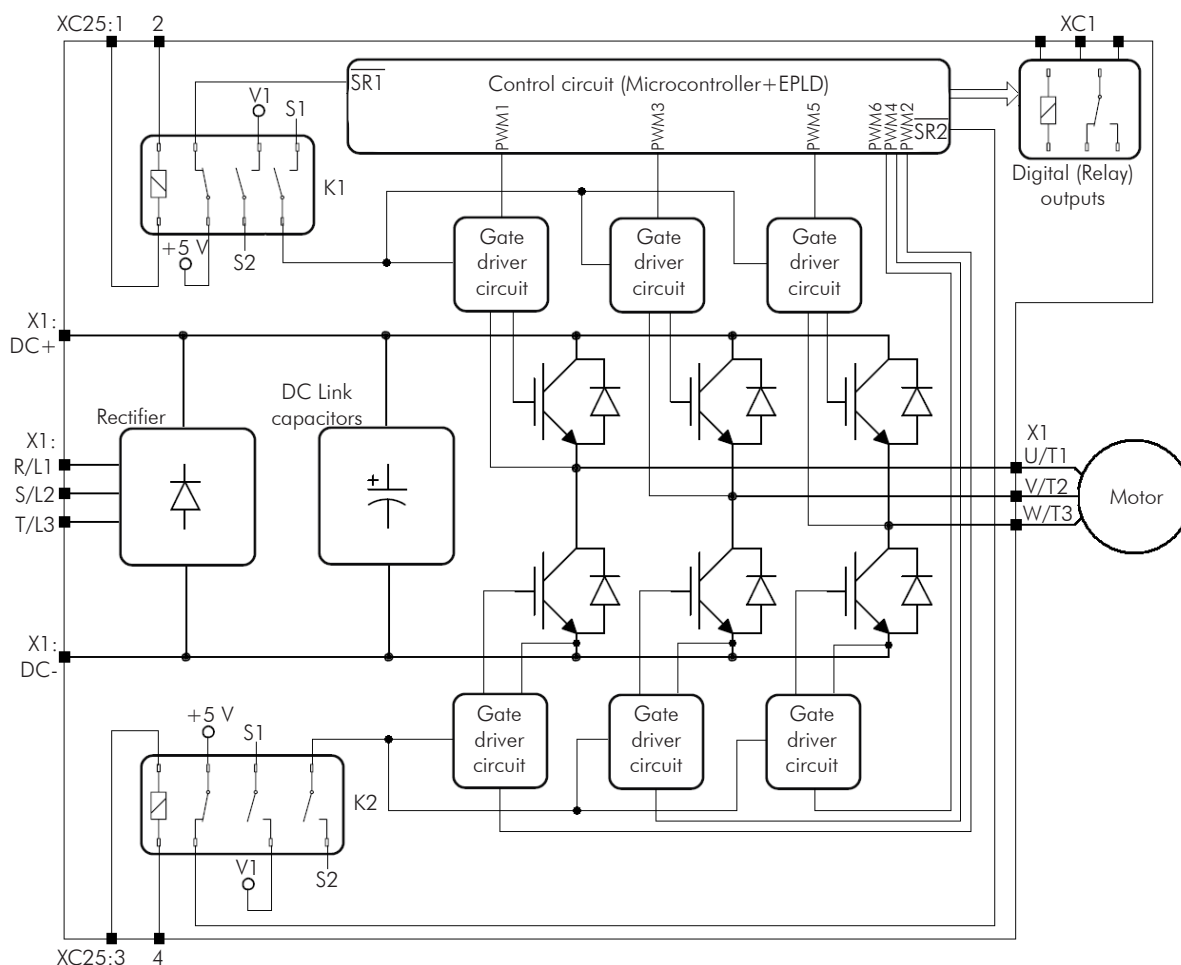 XC25:1 2 XC1
SR1
Control circuit (Microcontroller+EPLD)
PWM1
PWM3
PWM5
PWM6
PWM4
PWM2
SR2
V1
S1
K1
+5 V
S2
Digital (Relay)
outputs
Gate
driver
circuit
Gate
driver
circuit
Gate
driver
circuit
X1:
DC+
Rectifier
DC Link
capacitors
+
X1:
R/L1
S/L2
T/L3
X1
U/T1
V/T2
W/T3
Motor
X1:
DC-
Gate
driver
circuit
Gate
driver
circuit
Gate
driver
circuit
+5 V
S1
K2
V1
S2
XC25:3 4